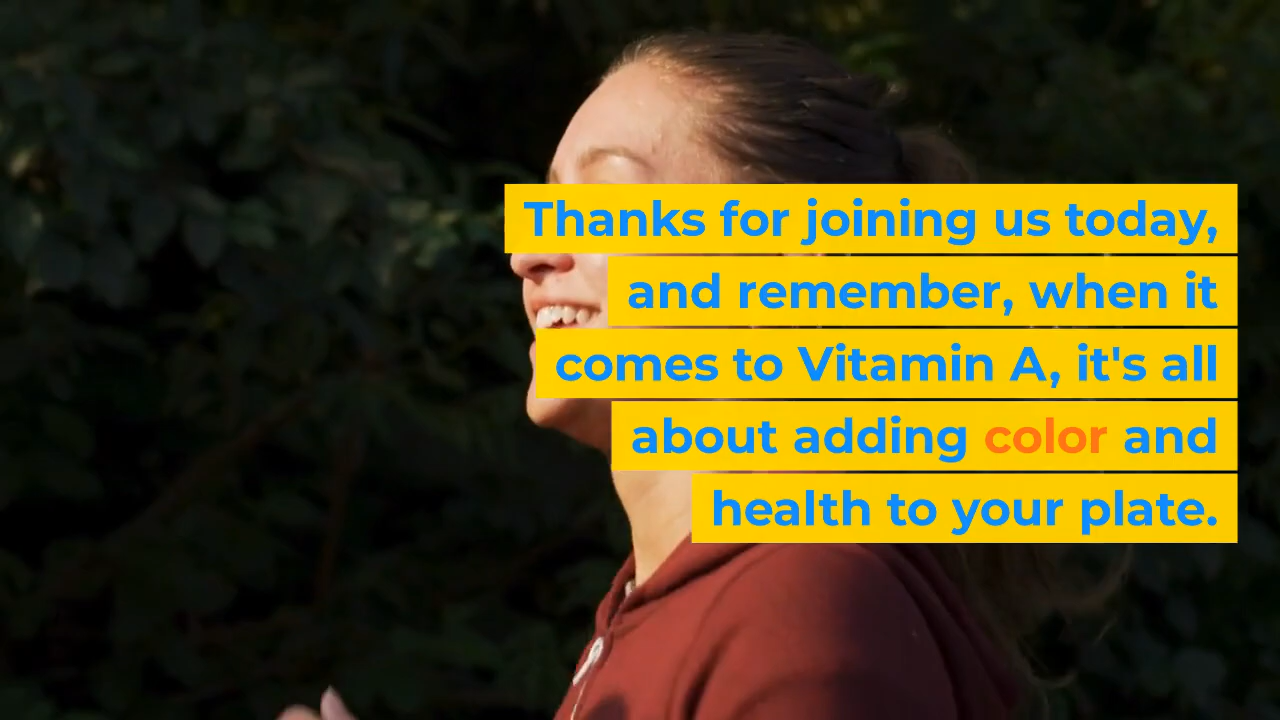 Thanks for joining us today,
and remember, when it
comes to Vitamin A, it's all
about adding color and
health to your plate.